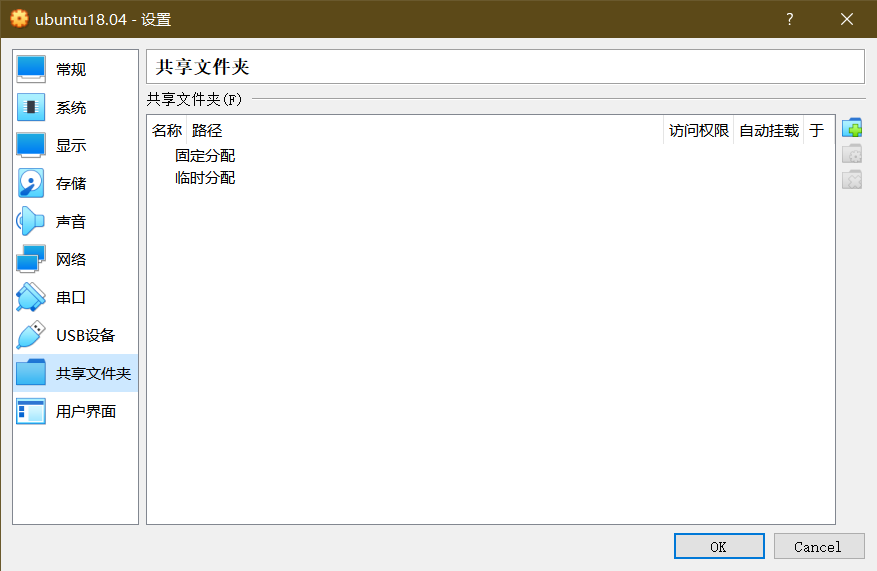 ubuntu18.04 - 设置
?
常规
系统
显示
存储
声音
网络
串口
USB设备
共享文件夹
用户界面
共享文件夹
共享文件夹(F)
名称 路径 访问权限 自动挂载 于
固定分配
临时分配
OK Cancel